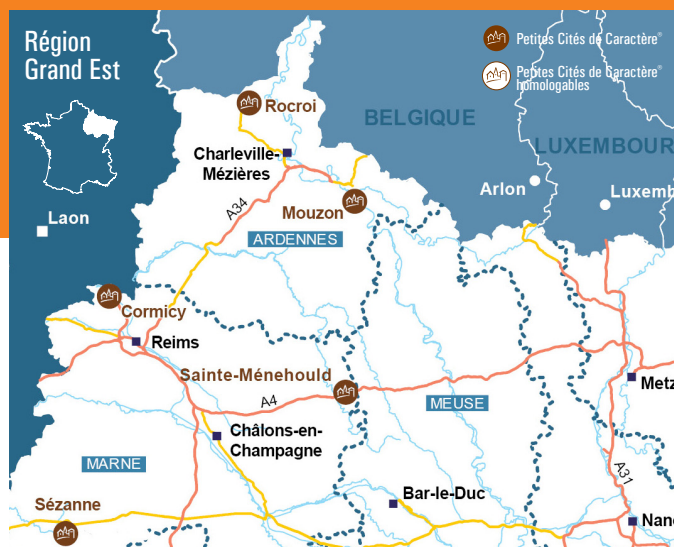 Région
Grand Est
Petites Cités de Caractère®
Petites Cités de Caractère®
homologables
BELGIQUE
LUXEMBOUR
Rocroi
Charleville-
Mézières
Arlon
Luxemb
Laon
Mouzon
A34
ARDENNES
Cormicy
Reims
Sainte-Ménehould
A4
MEUSE
Metz
Châlons-en-
Champagne
MARNE
A31
Bar-le-Duc
Sézanne
Nanc